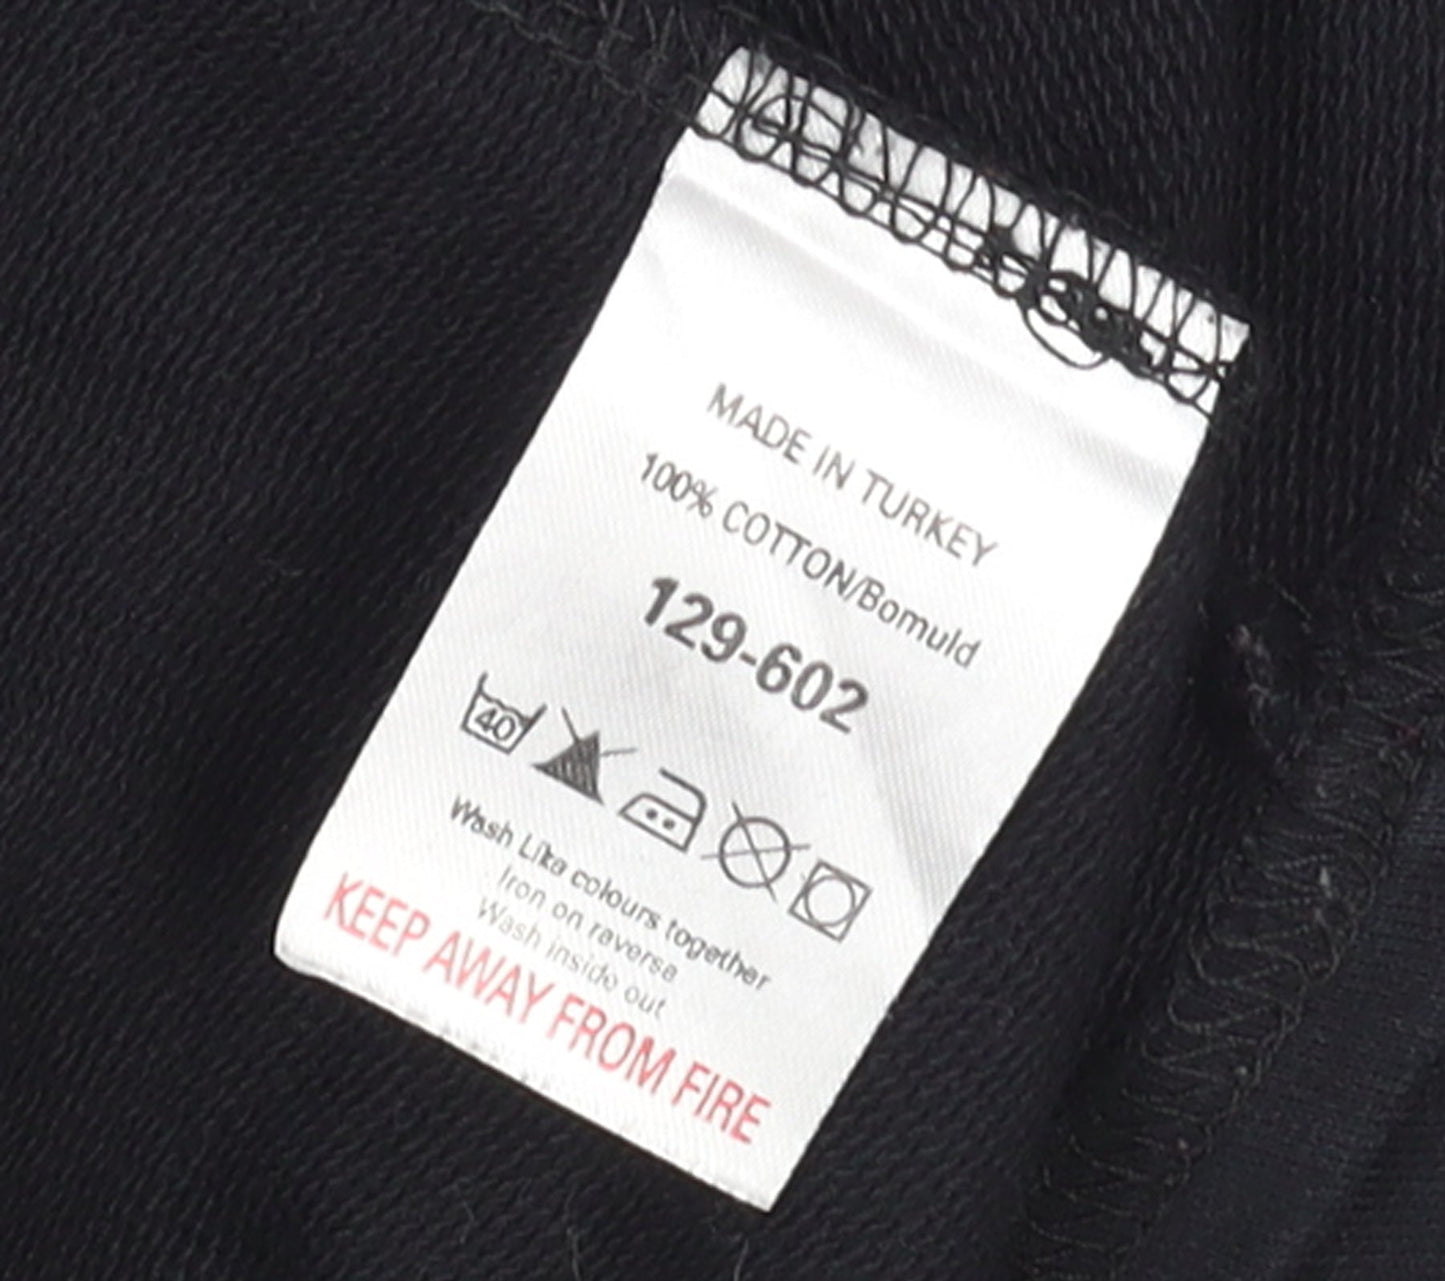 MADE IN TURKEY
100% COTTON/Bomuld
129-602
40
Wash Like colours together
Iron on reverse
Wash inside out
KEEP AWAY FROM FIRE